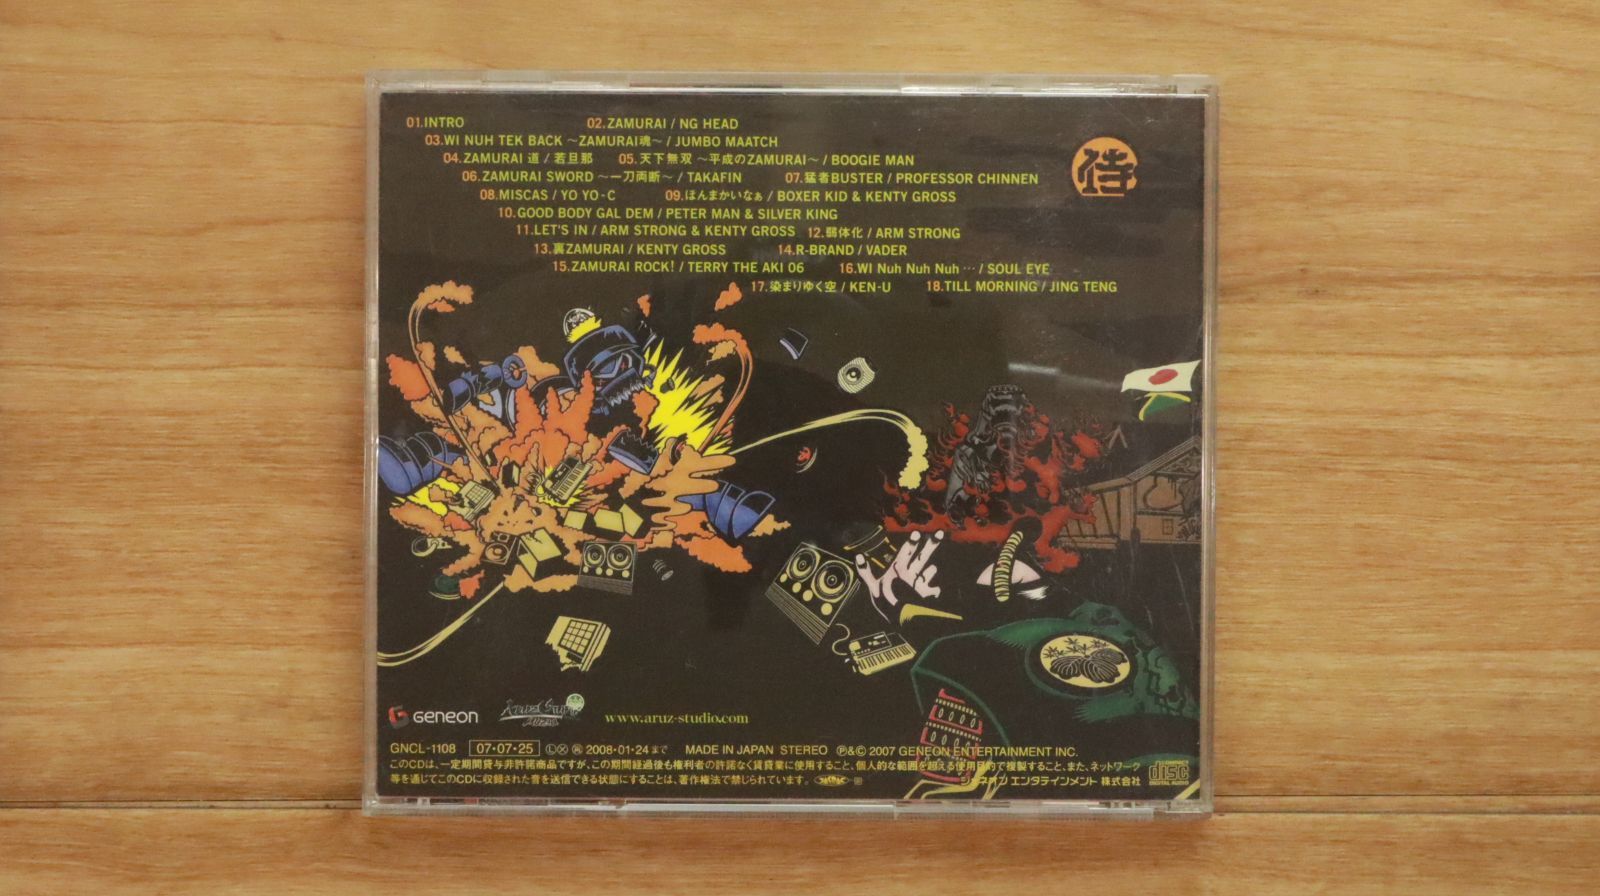 01.INTRO 02.ZAMURAI / NG HEAD
03.WI NUH TEK BACK 〜ZAMURAI魂〜 / JUMBO MAATCH
04.ZAMURAI 道 / 若旦那 05.天下無双 〜平成のZAMURAI〜 / BOOGIE MAN
06.ZAMURAI SWORD 〜一刀両断〜 / TAKAFIN 07.猛者BUSTER / PROFESSOR CHINNEN
08.MISCAS / YO YO-C 09.ほんまかいなぁ / BOXER KID & KENTY GROSS
10.GOOD BODY GAL DEM / PETER MAN & SILVER KING
11.LET'S IN / ARM STRONG & KENTY GROSS 12.弱体化 / ARM STRONG
13.裏ZAMURAI / KENTY GROSS 14.R-BRAND / VADER
15.ZAMURAI ROCK! / TERRY THE AKI 06 16.WI Nuh Nuh Nuh … / SOUL EYE
17.染まりゆく空 / KEN-U 18.TILL MORNING / JING TENG
侍
GENEON
www.aruz-studio.com
GNCL-1108 07・07・25 Ⓛ Ⓧ 2008・01・24まで MADE IN JAPAN STEREO ℗&© 2007 GENEON ENTERTAINMENT INC.
このCDは、一定期間貸与非許諾商品ですが、この期間経過後も権利者の許諾なく賃貸業に使用すること、個人的な範囲を超える使用目的で複製すること、また、ネットワーク
等を通じてこのCDに収録された音を送信できる状態にすることは、著作権法で禁じられています。
ジェネオン エンタテインメント 株式会社
COMPACT disc DIGITAL AUDIO